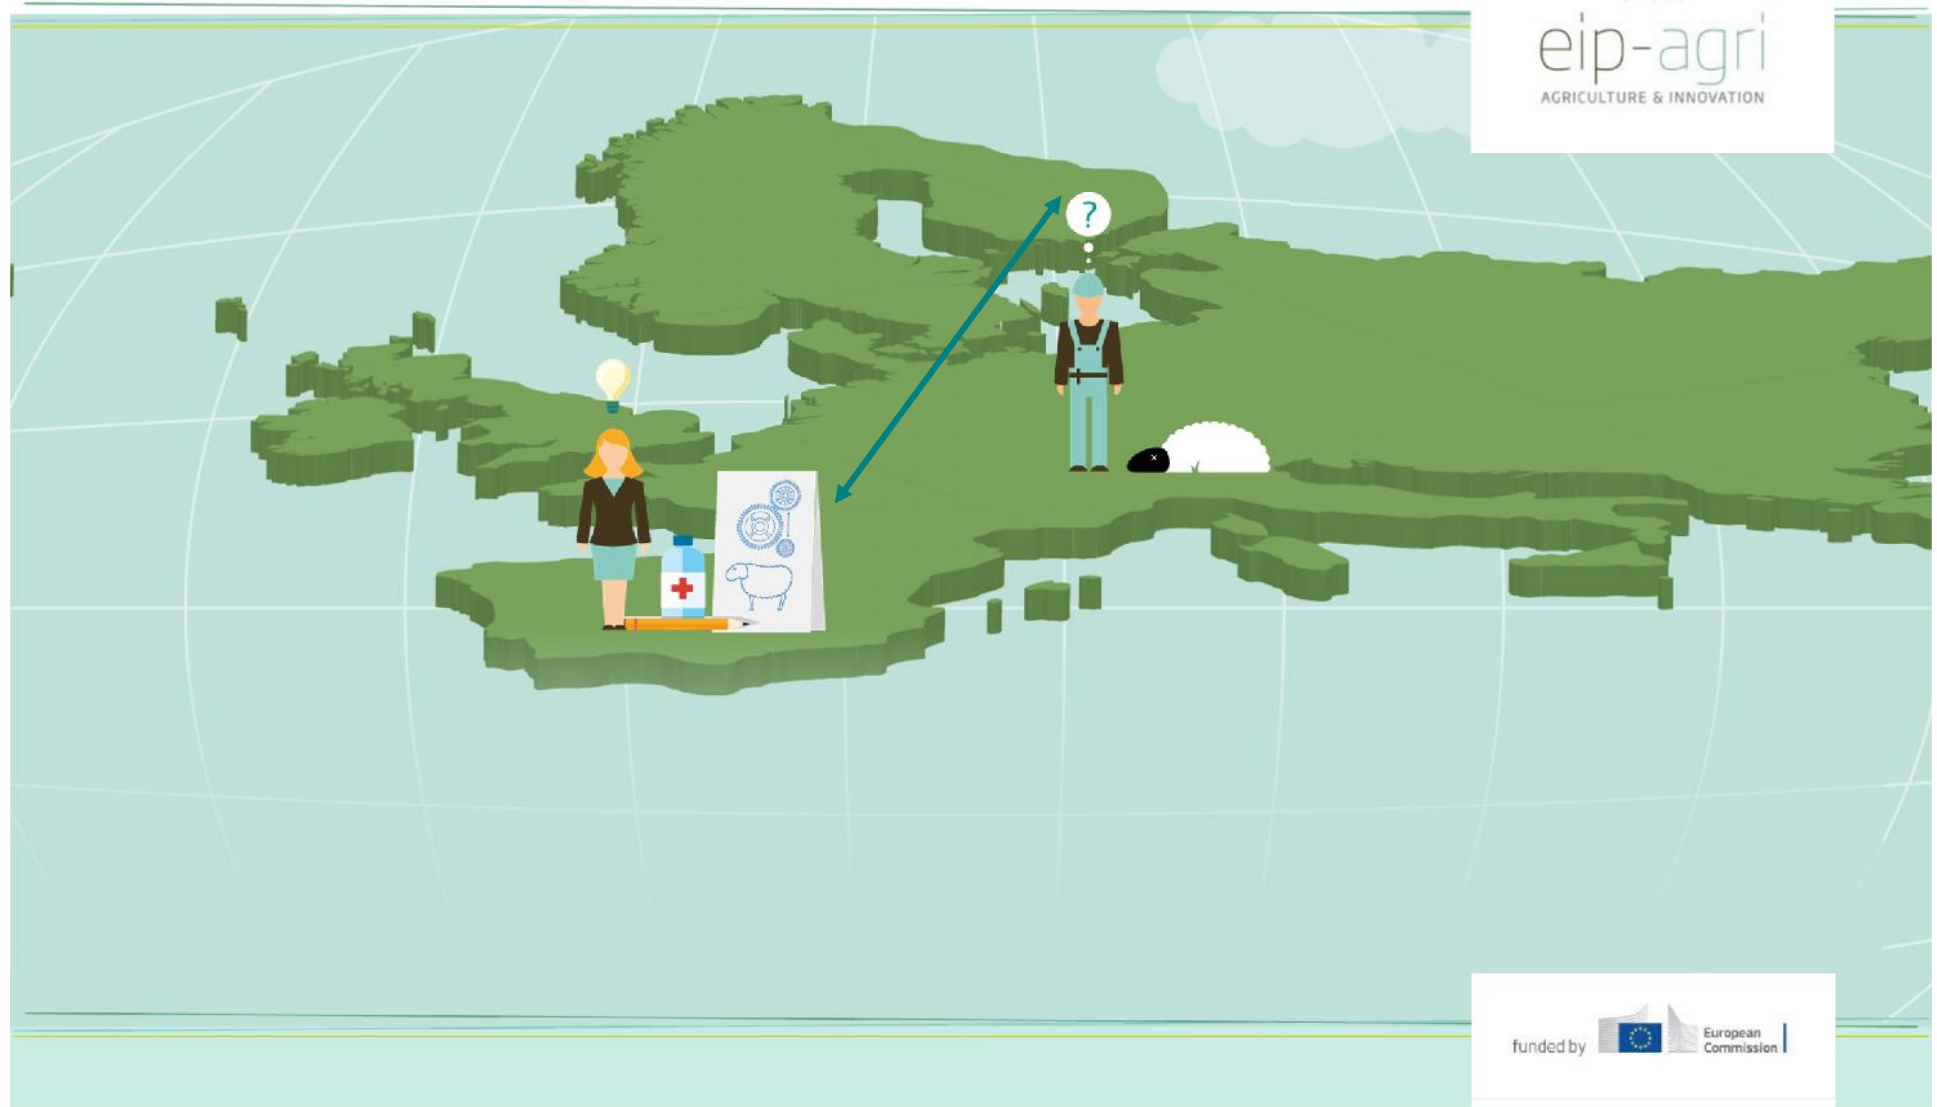 eip-agri
AGRICULTURE & INNOVATION
?
funded by
European
Commission